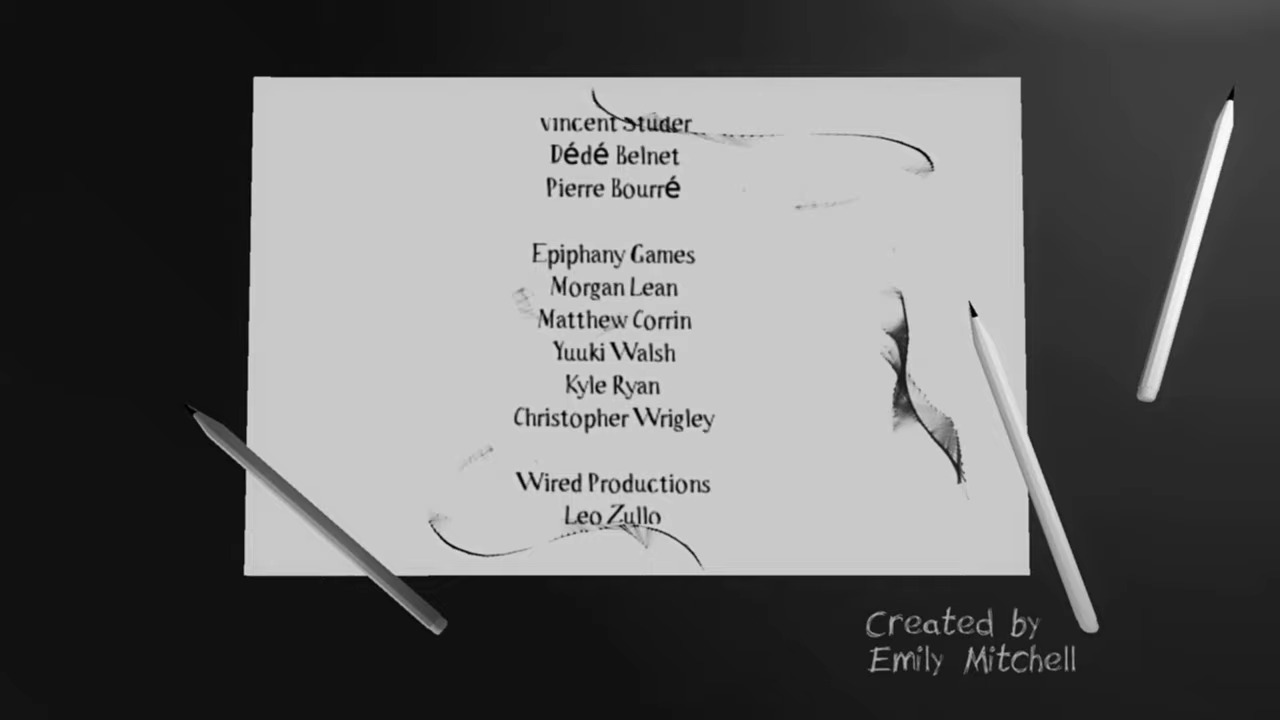 Vincent Studer
Dédé Belnet
Pierre Bourré
Epiphany Games
Morgan Lean
Matthew Corrin
Yuuki Walsh
Kyle Ryan
Christopher Wrigley
Wired Productions
Leo Zullo
Created by
Emily Mitchell